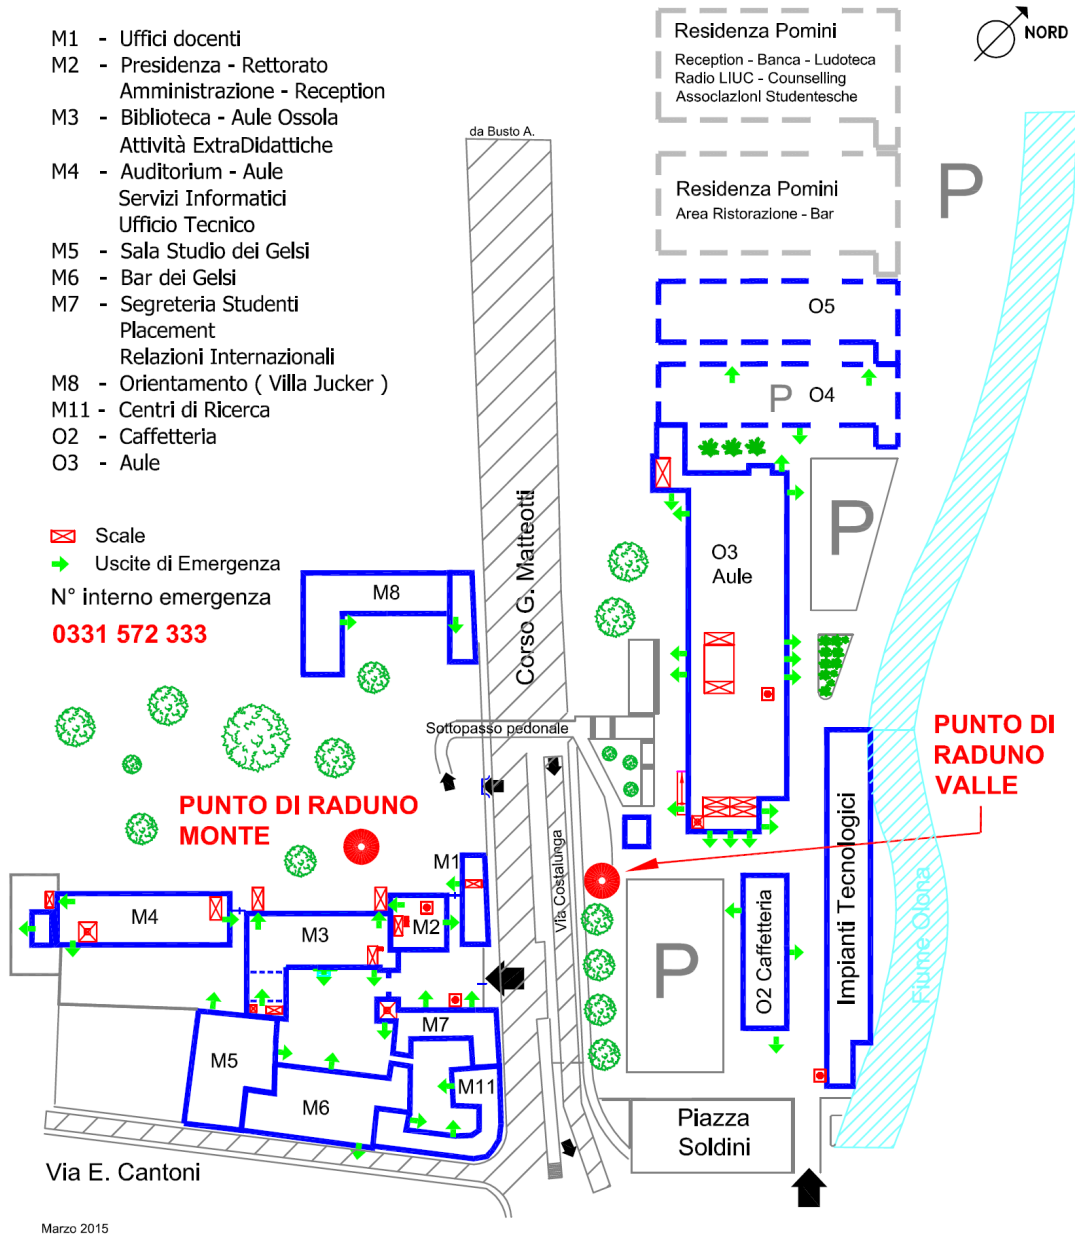 M1 - Uffici docenti
M2 - Presidenza - Rettorato
Amministrazione - Reception
M3 - Biblioteca - Aule Ossola
Attività ExtraDidattiche
M4 - Auditorium - Aule
Servizi Informatici
Ufficio Tecnico
M5 - Sala Studio dei Gelsi
M6 - Bar dei Gelsi
M7 - Segreteria Studenti
Placement
Relazioni Internazionali
M8 - Orientamento ( Villa Jucker )
M11 - Centri di Ricerca
O2 - Caffetteria
O3 - Aule
Scale
Uscite di Emergenza
N° interno emergenza
0331 572 333
da Busto A.
Residenza Pomini
Reception - Banca - Ludoteca
Radio LIUC - Counselling
Associazioni Studentesche
NORD
Residenza Pomini
Area Ristorazione - Bar
P
O5
P
O4
P
O3
Aule
Corso G. Matteotti
M8
Sottopasso pedonale
PUNTO DI
RADUNO
VALLE
PUNTO DI RADUNO
MONTE
M1
Via Costalunga
M4
M3
M2
P
O2 Caffetteria
Impianti Tecnologici
Fiume Olona
M7
M5
M11
M6
Piazza
Soldini
Via E. Cantoni
Marzo 2015